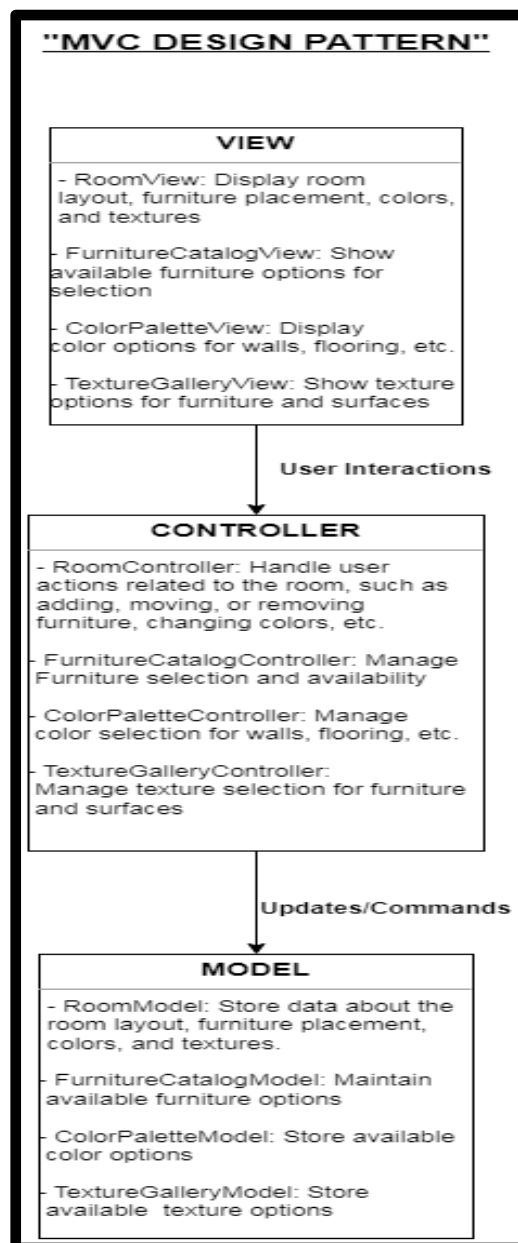 "MVC DESIGN PATTERN"
VIEW
- RoomView: Display room
layout, furniture placement, colors,
and textures
- FurnitureCatalogView: Show
available furniture options for
selection
- ColorPaletteView: Display
color options for walls, flooring, etc.
- TextureGalleryView: Show texture
options for furniture and surfaces
User Interactions
CONTROLLER
- RoomController: Handle user
actions related to the room, such as
adding, moving, or removing
furniture, changing colors, etc.
- FurnitureCatalogController: Manage
Furniture selection and availability
- ColorPaletteController: Manage
color selection for walls, flooring, etc.
- TextureGalleryController:
Manage texture selection for furniture
and surfaces
Updates/Commands
MODEL
- RoomModel: Store data about the
room layout, furniture placement,
colors, and textures.
- FurnitureCatalogModel: Maintain
available furniture options
- ColorPaletteModel: Store available
color options
- TextureGalleryModel: Store
available texture options